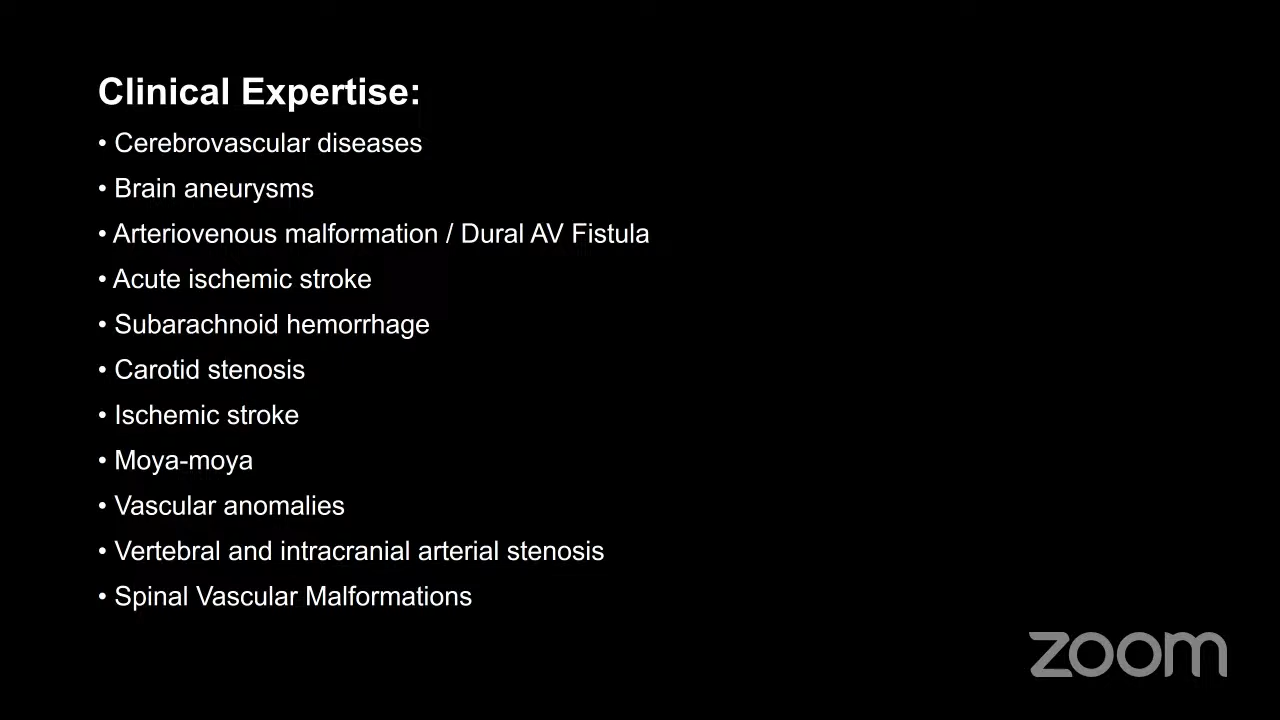 Clinical Expertise:
• Cerebrovascular diseases
• Brain aneurysms
• Arteriovenous malformation / Dural AV Fistula
• Acute ischemic stroke
• Subarachnoid hemorrhage
• Carotid stenosis
• Ischemic stroke
• Moya-moya
• Vascular anomalies
• Vertebral and intracranial arterial stenosis
• Spinal Vascular Malformations
zoom